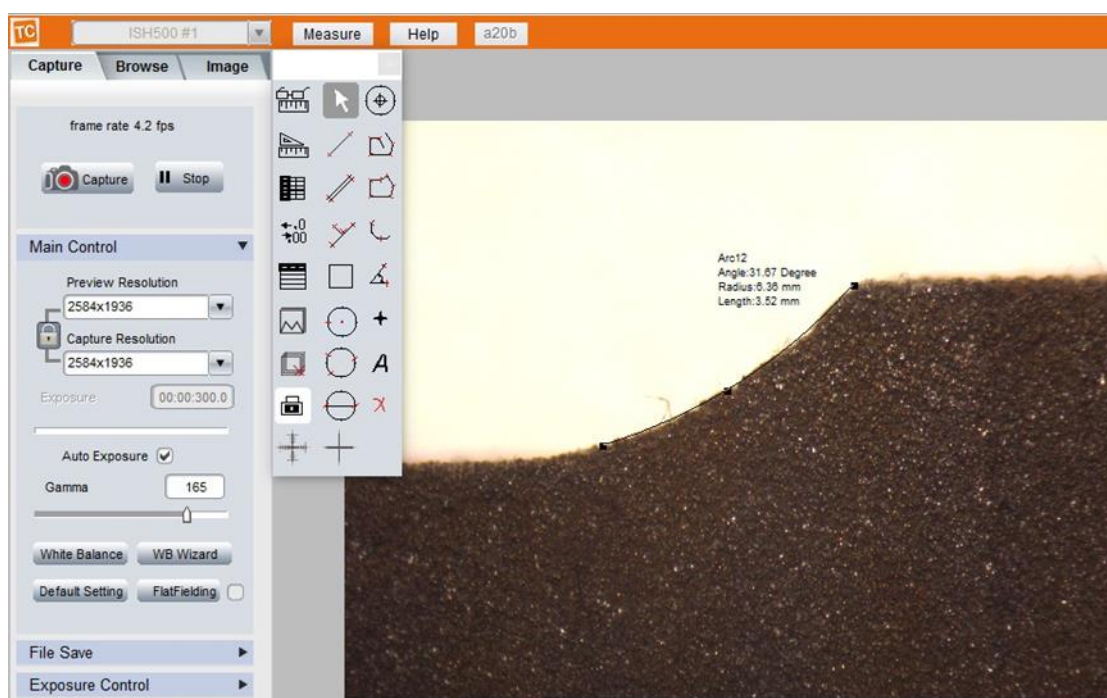 TC
ISH500 #1
Measure
Help
a20b
Capture
Browse
Image
frame rate 4.2 fps
Capture
Stop
Main Control
Preview Resolution
2584x1936
Capture Resolution
2584x1936
Exposure
00:00:300.0
Auto Exposure
Gamma
165
White Balance
WB Wizard
Default Setting
FlatFielding
File Save
Exposure Control
.0
.00
A
Arc12
Angle:31.67 Degree
Radius:6.36 mm
Length:3.52 mm